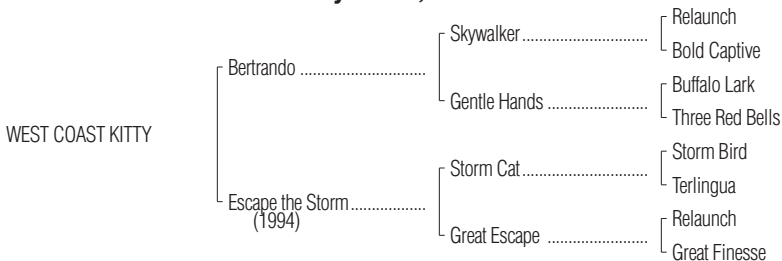 Relaunch
Skywalker
Bold Captive
Bertrando
Buffalo Lark
Gentle Hands
Three Red Bells
WEST COAST KITTY
Storm Bird
Storm Cat
Terlingua
Escape the Storm
(1994)
Relaunch
Great Escape
Great Finesse